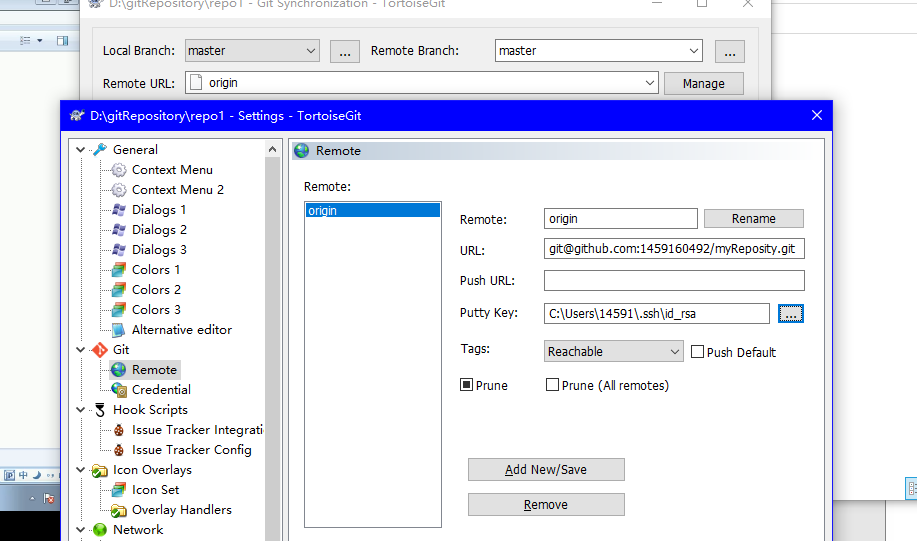 D:\gitRepository\repo1 - Git Synchronization - TortoiseGit
Local Branch: master ... Remote Branch: master ...
Remote URL: origin Manage
D:\gitRepository\repo1 - Settings - TortoiseGit
General
Context Menu
Context Menu 2
Dialogs 1
Dialogs 2
Dialogs 3
Colors 1
Colors 2
Colors 3
Alternative editor
Git
Remote
Credential
Hook Scripts
Issue Tracker Integrati
Issue Tracker Config
Icon Overlays
Icon Set
Overlay Handlers
Network
Remote
Remote:
origin
Remote: origin Rename
URL: git@github.com:1459160492/myReposity.git
Push URL:
Putty Key: C:\Users\14591\.ssh\id_rsa ...
Tags: Reachable Push Default
Prune Prune (All remotes)
Add New/Save
Remove
中